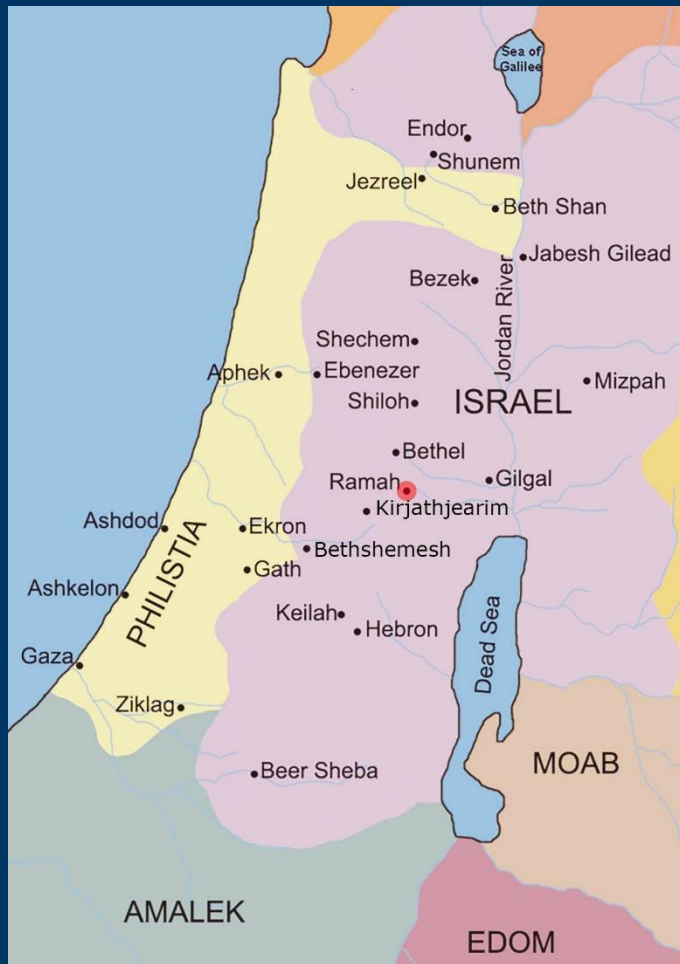 Sea of
Galilee
Endor
Shunem
Jezreel
Beth Shan
Jabesh Gilead
Bezek
Jordan River
Shechem
Aphek
Ebenezer
Mizpah
Shiloh
ISRAEL
Bethel
Ramah
Gilgal
Kirjathjearim
Ashdod
Ekron
PHILISTIA
Bethshemesh
Gath
Ashkelon
Keilah
Hebron
Dead Sea
Gaza
Ziklag
MOAB
Beer Sheba
AMALEK
EDOM